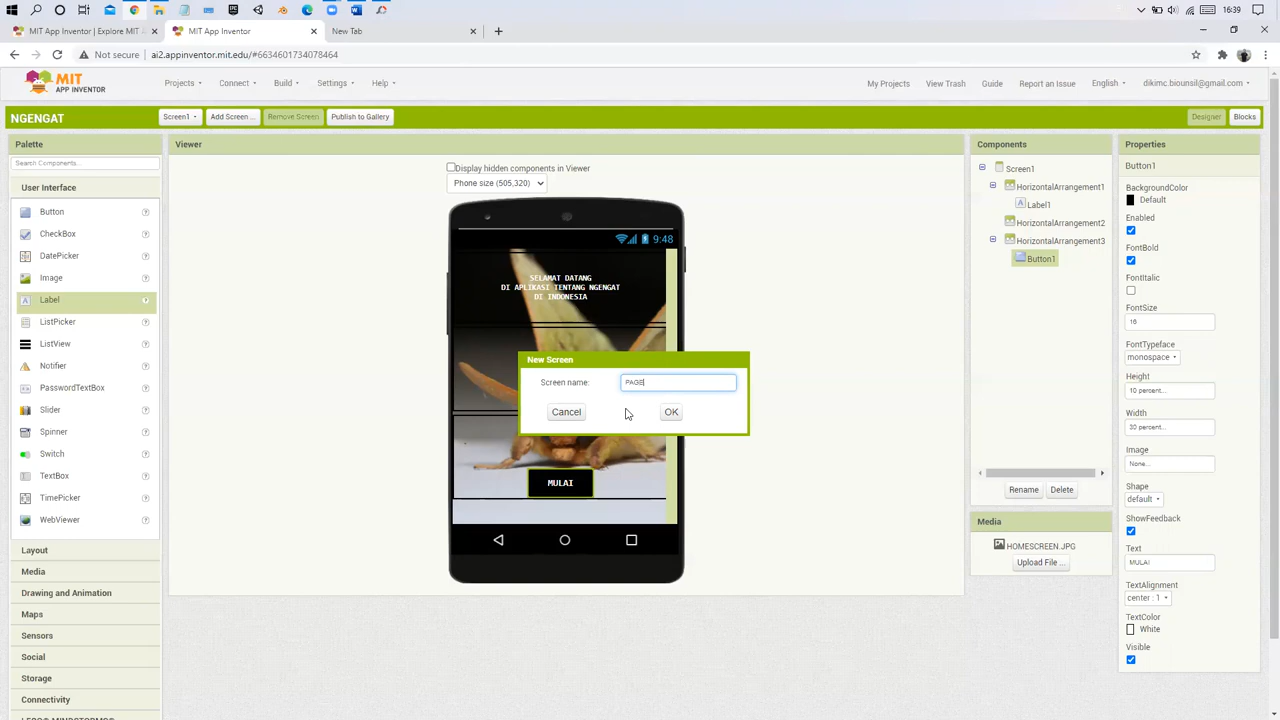 16:39
MIT App Inventor | Explore MIT
MIT App Inventor
New Tab
Not secure | ai2.appinventor.mit.edu/#6634601734078464
MIT
APP INVENTOR
Projects
Connect
Build
Settings
Help
My Projects
View Trash
Guide
Report an Issue
English
dikimc.biounsil@gmail.com
NGENGAT
Screen1
Add Screen ...
Remove Screen
Publish to Gallery
Designer
Blocks
Palette
Search Components...
User Interface
Button
CheckBox
DatePicker
Image
Label
ListPicker
ListView
Notifier
PasswordTextBox
Slider
Spinner
Switch
TextBox
TimePicker
WebViewer
Layout
Media
Drawing and Animation
Maps
Sensors
Social
Storage
Connectivity
Viewer
Display hidden components in Viewer
Phone size (505,320)
9:48
SELAMAT DATANG
DI APLIKASI TENTANG NGENGAT
DI INDONESIA
New Screen
Screen name:
PAGE
Cancel
OK
MULAI
Components
Screen1
HorizontalArrangement1
Label1
HorizontalArrangement2
HorizontalArrangement3
Button1
Rename
Delete
Media
HOMESCREEN.JPG
Upload File ...
Properties
Button1
BackgroundColor
Default
Enabled
FontBold
FontItalic
FontSize
16
FontTypeface
monospace
Height
10 percent...
Width
30 percent...
Image
None...
Shape
default
ShowFeedback
Text
MULAI
TextAlignment
center : 1
TextColor
White
Visible